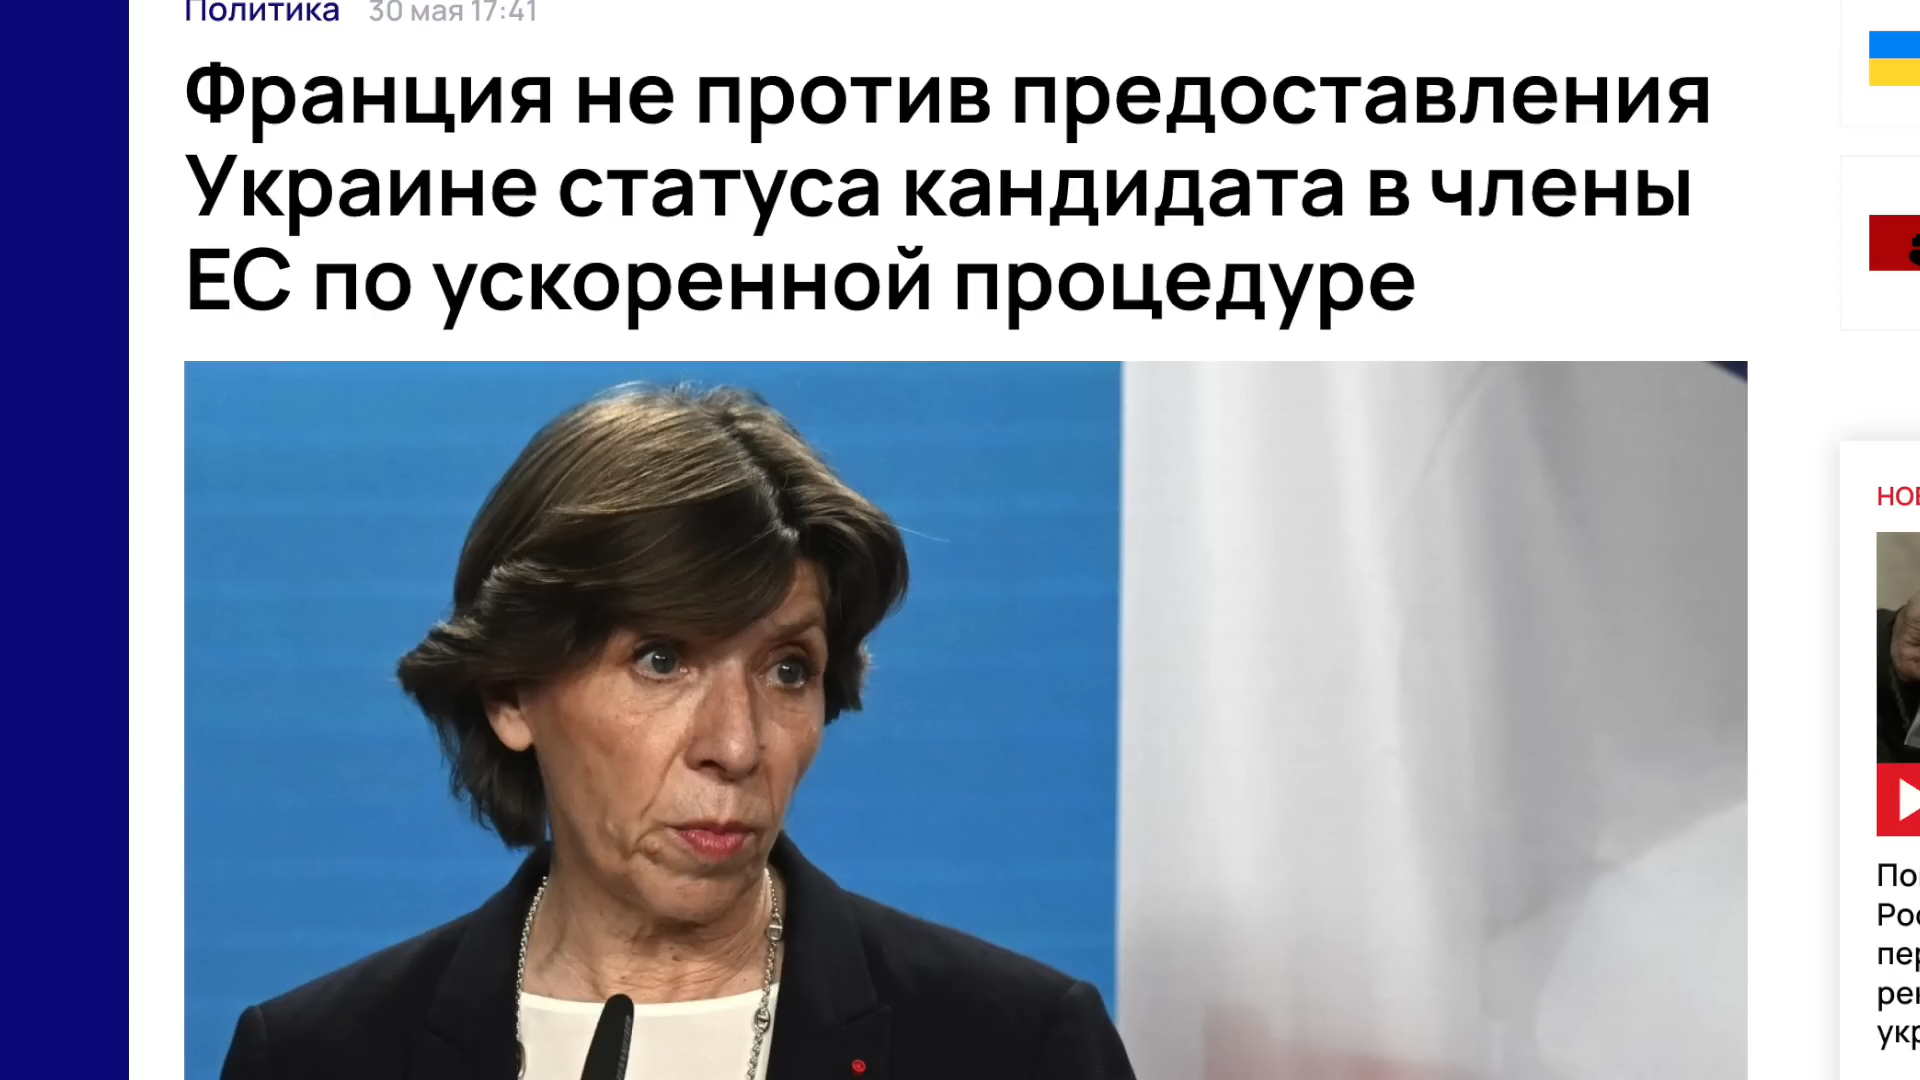 Политика 30 мая 17:41
Франция не против предоставления
Украине статуса кандидата в члены
ЕС по ускоренной процедуре